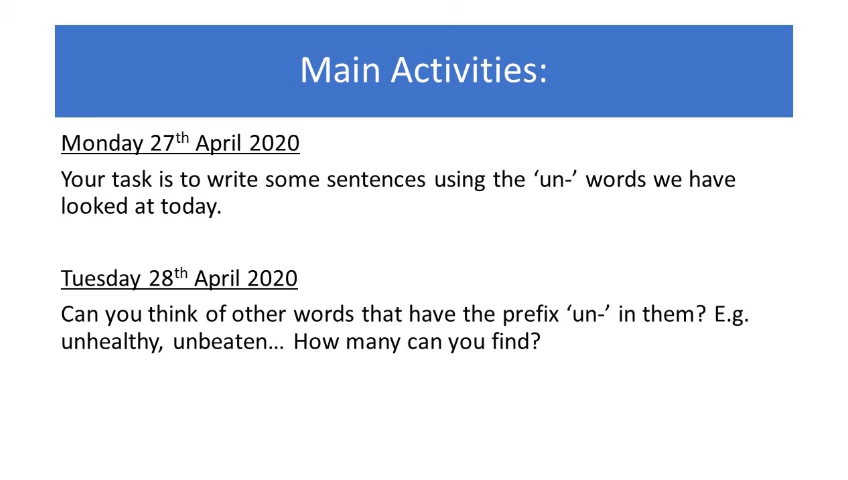 Main Activities:
Monday 27th April 2020
Your task is to write some sentences using the ‘un-’ words we have
looked at today.
Tuesday 28th April 2020
Can you think of other words that have the prefix ‘un-’ in them? E.g.
unhealthy, unbeaten... How many can you find?